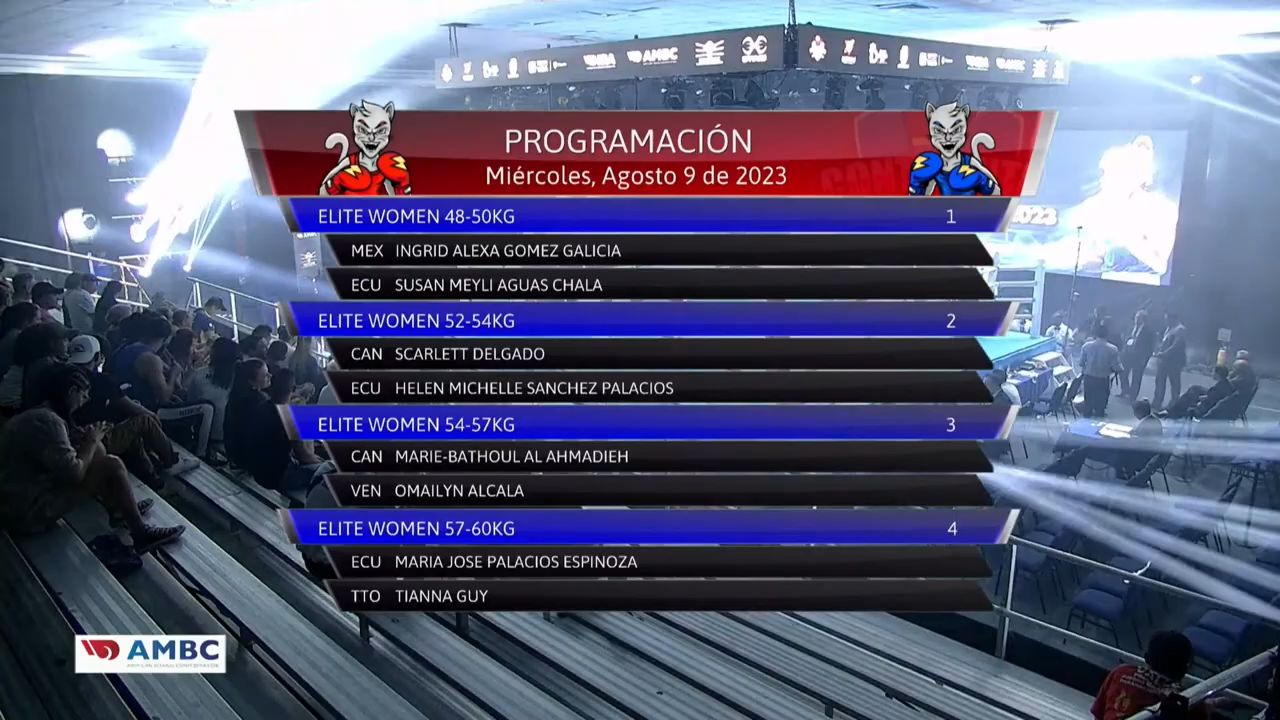 AMBC
PROGRAMACIÓN
Miércoles, Agosto 9 de 2023
ELITE WOMEN 48-50KG 1
MEX INGRID ALEXA GOMEZ GALICIA
ECU SUSAN MEYLI AGUAS CHALA
2023
ELITE WOMEN 52-54KG 2
CAN SCARLETT DELGADO
ECU HELEN MICHELLE SANCHEZ PALACIOS
ELITE WOMEN 54-57KG 3
CAN MARIE-BATHOUL AL AHMADIEH
VEN OMAILYN ALCALA
ELITE WOMEN 57-60KG 4
ECU MARIA JOSE PALACIOS ESPINOZA
TTO TIANNA GUY
AMBC